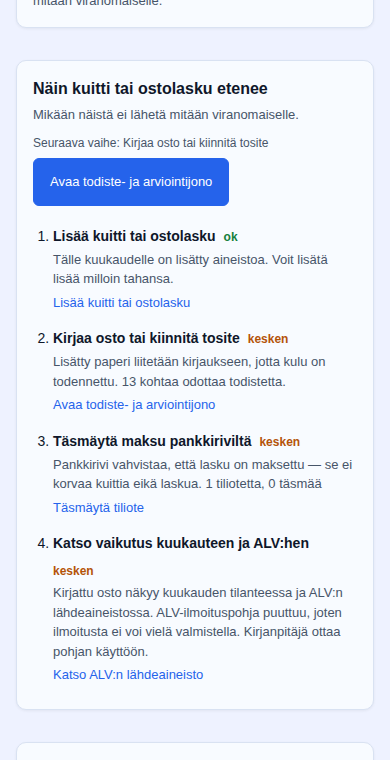 mitään viranomaiselle.
Näin kuitti tai ostolasku etenee
Mikään näistä ei lähetä mitään viranomaiselle.
Seuraava vaihe: Kirjaa osto tai kiinnitä tosite
Avaa todiste- ja arviointijono
1. Lisää kuitti tai ostolasku ok
Tälle kuukaudelle on lisätty aineistoa. Voit lisätä
lisää milloin tahansa.
Lisää kuitti tai ostolasku
2. Kirjaa osto tai kiinnitä tosite kesken
Lisätty paperi liitetään kirjaukseen, jotta kulu on
todennettu. 13 kohtaa odottaa todistetta.
Avaa todiste- ja arviointijono
3. Täsmäytä maksu pankkiriviltä kesken
Pankkirivi vahvistaa, että lasku on maksettu — se ei
korvaa kuittia eikä laskua. 1 tiliotetta, 0 täsmää
Täsmäytä tiliote
4. Katso vaikutus kuukauteen ja ALV:hen
kesken
Kirjattu osto näkyy kuukauden tilanteessa ja ALV:n
lähdeaineistossa. ALV-ilmoituspohja puuttuu, joten
ilmoitusta ei voi vielä valmistella. Kirjanpitäjä ottaa
pohjan käyttöön.
Katso ALV:n lähdeaineisto